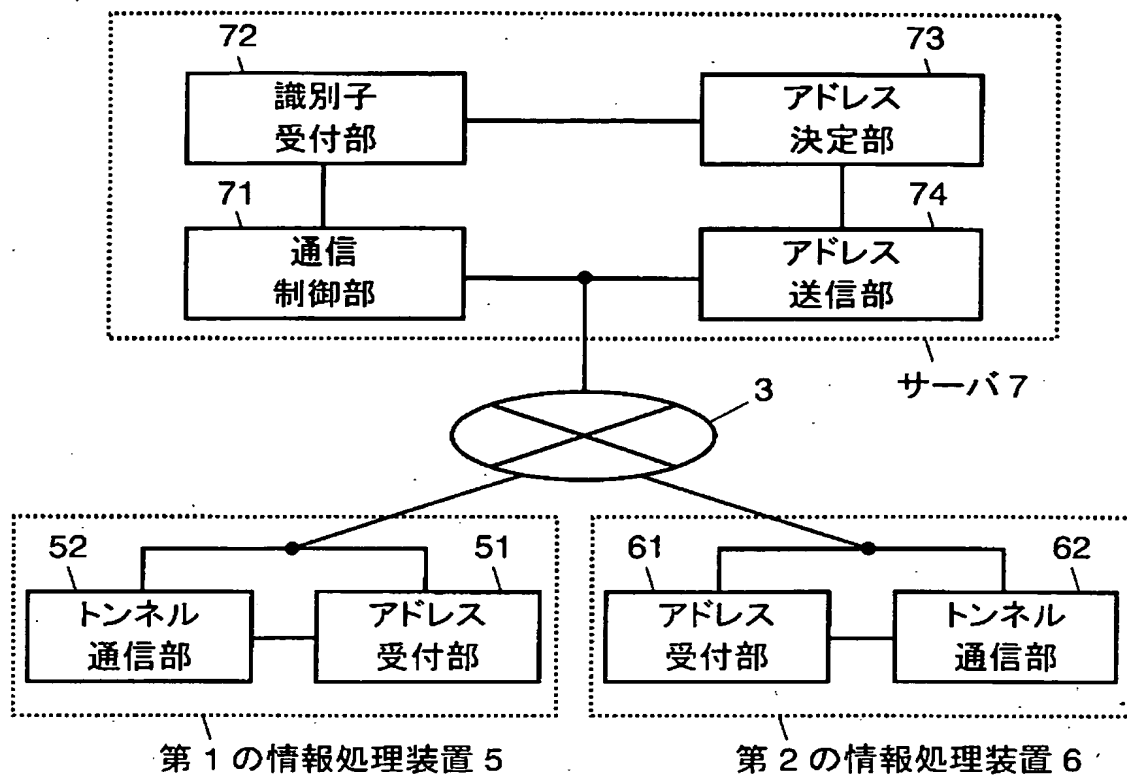 72
識別子
受付部
73
アドレス
決定部
71
通信
制御部
74
アドレス
送信部
サーバ7
3
52
トンネル
通信部
51
アドレス
受付部
61
アドレス
受付部
62
トンネル
通信部
第1の情報処理装置5
第2の情報処理装置6